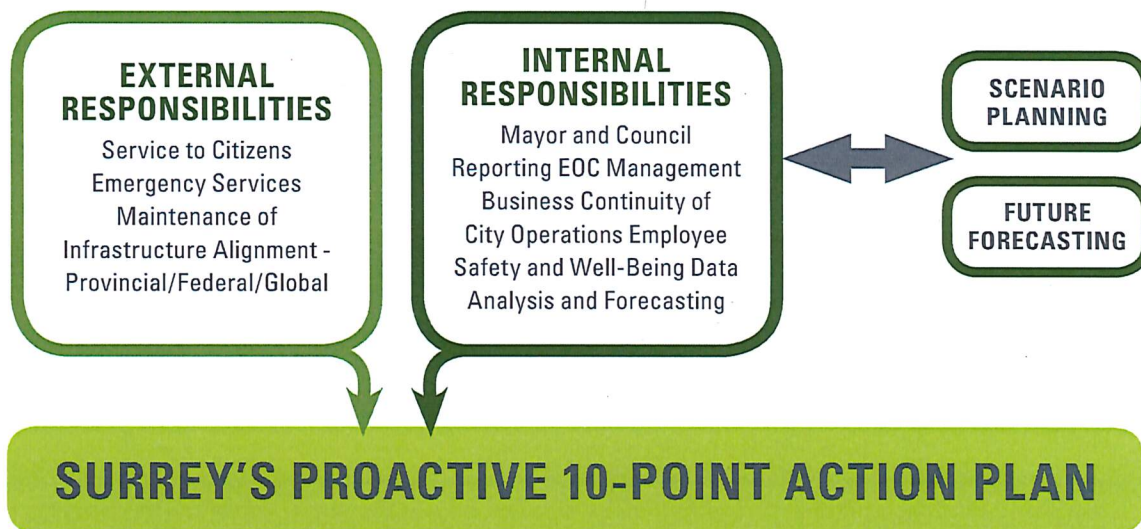 EXTERNAL
RESPONSIBILITIES
Service to Citizens
Emergency Services
Maintenance of
Infrastructure Alignment -
Provincial/Federal/Global
INTERNAL
RESPONSIBILITIES
Mayor and Council
Reporting EOC Management
Business Continuity of
City Operations Employee
Safety and Well-Being Data
Analysis and Forecasting
SCENARIO
PLANNING
FUTURE
FORECASTING
SURREY'S PROACTIVE 10-POINT ACTION PLAN